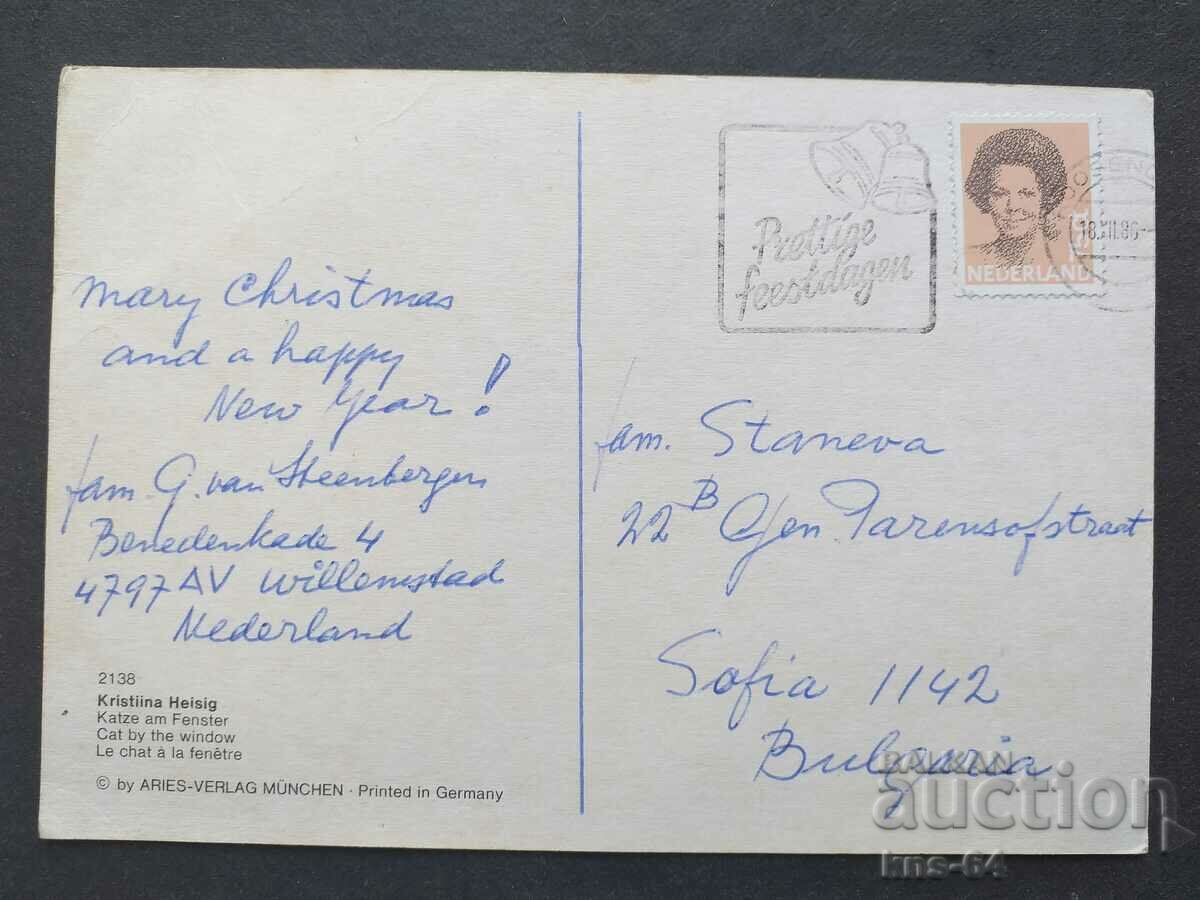 mary Christmas
and a happy
New Year!
fam. G. van Steenbergen
Benedenkade 4
4797 AV Willemstad
Nederland
2138
Kristiina Heisig
Katze am Fenster
Cat by the window
Le chat à la fenêtre
© by ARIES-VERLAG MÜNCHEN · Printed in Germany
Prettige
feestdagen
NEDERLAND
18.XII.86
fam. Staneva
22 B Gen. Parensofstraat
Sofia 1142
Bulgaria
BALKAN
auction
kns-64